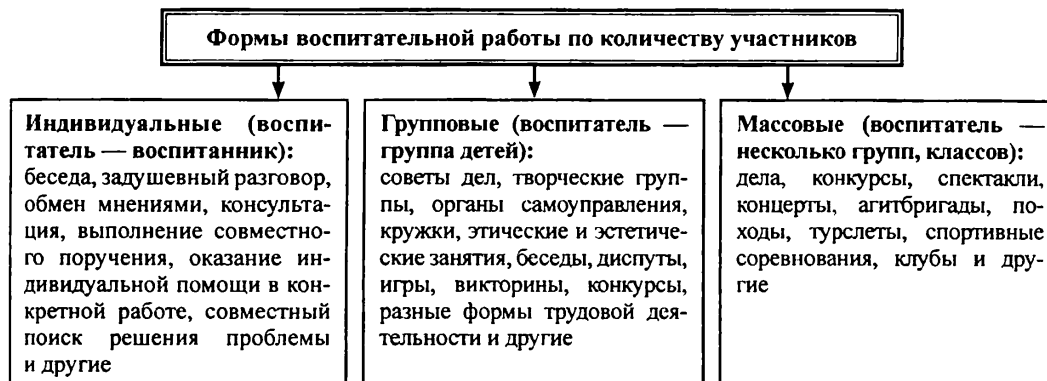 Формы воспитательной работы по количеству участников
Индивидуальные (воспи-
татель — воспитанник):
беседа, задушевный разговор,
обмен мнениями, консульта-
ция, выполнение совместно-
го поручения, оказание ин-
дивидуальной помощи в кон-
кретной работе, совместный
поиск решения проблемы
и другие
Групповые (воспитатель —
группа детей):
советы дел, творческие груп-
пы, органы самоуправления,
кружки, этические и эстетиче-
ские занятия, беседы, диспуты,
игры, викторины, конкурсы,
разные формы трудовой дея-
тельности и другие
Массовые (воспитатель —
несколько групп, классов):
дела, конкурсы, спектакли,
концерты, агитбригады, по-
ходы, турслеты, спортивные
соревнования, клубы и дру-
гие